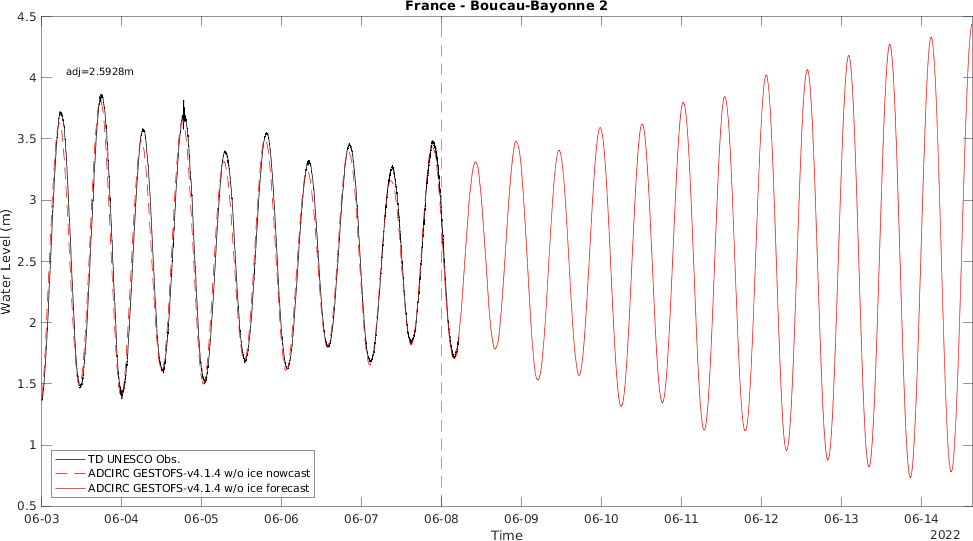 France - Boucau-Bayonne 2
adj=2.5928m
Water Level (m)
4.5
4
3.5
3
2.5
2
1.5
1
0.5
TD UNESCO Obs.
ADCIRC GESTOFS-v4.1.4 w/o ice nowcast
ADCIRC GESTOFS-v4.1.4 w/o ice forecast
06-03 06-04 06-05 06-06 06-07 06-08 06-09 06-10 06-11 06-12 06-13 06-14
2022
Time